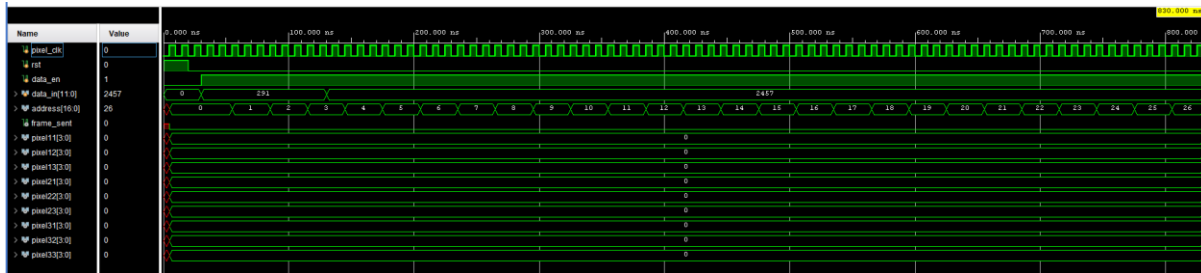 830.000 ns
Name Value 0.000 ns 100.000 ns 200.000 ns 300.000 ns 400.000 ns 500.000 ns 600.000 ns 700.000 ns 800.000
pixel_clk 0
rst 0
data_en 1
data_in[11:0] 2457 0 291 2457
address[16:0] 26 0 1 2 3 4 5 6 7 8 9 10 11 12 13 14 15 16 17 18 19 20 21 22 23 24 25 26
frame_sent 0
pixel11[3:0] 0 0
pixel12[3:0] 0 0
pixel13[3:0] 0 0
pixel21[3:0] 0 0
pixel22[3:0] 0 0
pixel23[3:0] 0 0
pixel31[3:0] 0 0
pixel32[3:0] 0 0
pixel33[3:0] 0 0